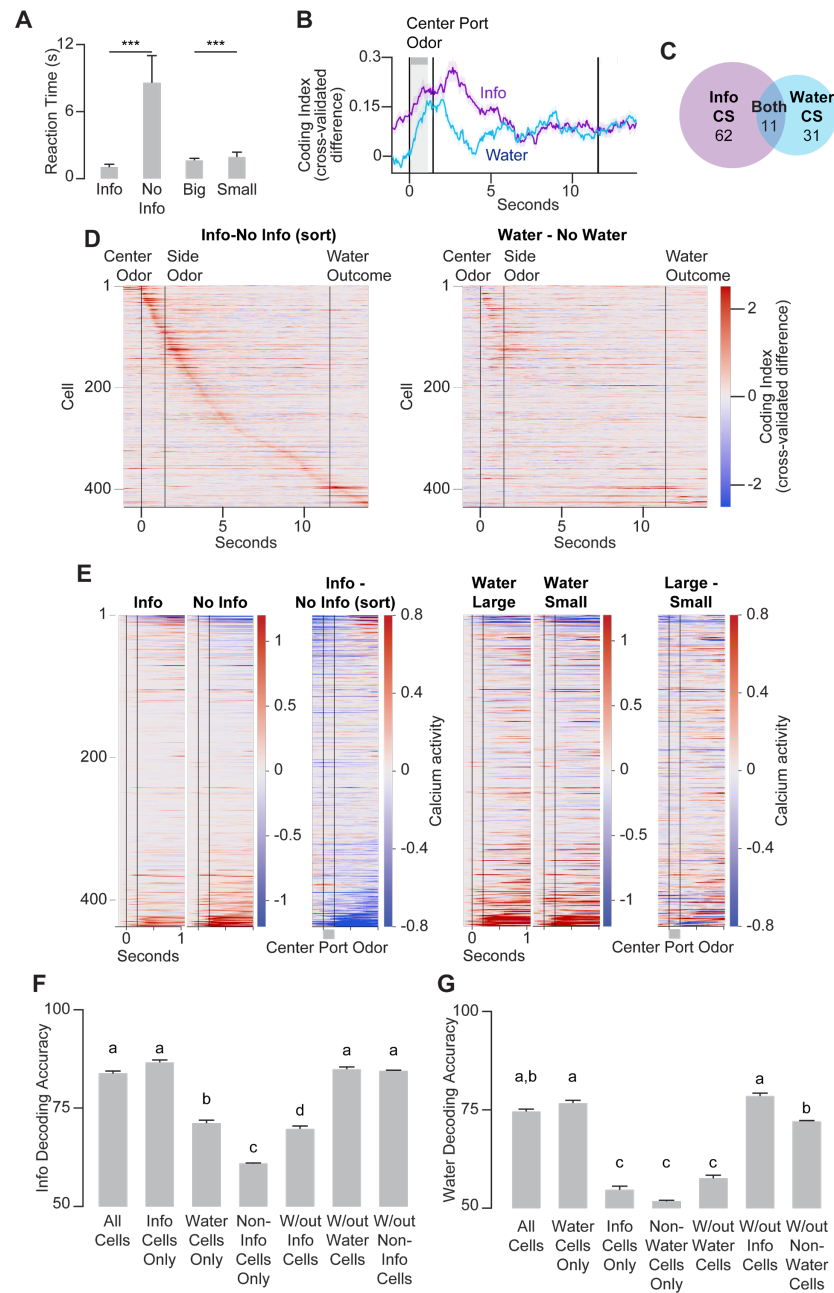 A
Reaction Time (s)
12
6
0
***
***
Info
No
Info
Big
Small
B
Center Port
Odor
Coding Index
(cross-validated
difference)
0.3
0.15
0
Info
Water
0
5
10
Seconds
C
Info
CS
62
Both
11
Water
CS
31
D
Info-No Info (sort)
Center
Odor
Side
Odor
Water
Outcome
Cell
1
200
400
0
5
10
Seconds
Water - No Water
Center
Odor
Side
Odor
Water
Outcome
Cell
1
200
400
0
5
10
Seconds
2
0
-2
Coding Index
(cross-validated difference)
E
Info
No Info
Info -
No Info (sort)
1
200
400
0
1
Seconds
1
0.5
0
-0.5
-1
0.8
0.4
0
-0.4
-0.8
Calcium activity
Center Port Odor
Water
Large
Water
Small
Large -
Small
0
1
Seconds
1
0.5
0
-0.5
-1
0.8
0.4
0
-0.4
-0.8
Calcium activity
Center Port Odor
F
Info Decoding Accuracy
100
75
50
a
a
b
c
d
a
a
All
Cells
Info
Cells
Only
Water
Cells
Only
Non-
Info
Cells
Only
W/out
Info
Cells
W/out
Water
Cells
W/out
Non-
Info
Cells
G
Water Decoding Accuracy
100
75
50
a,b
a
c
c
c
a
b
All
Cells
Water
Cells
Only
Info
Cells
Only
Non-
Water
Cells
Only
W/out
Water
Cells
W/out
Info
Cells
W/out
Non-
Water
Cells